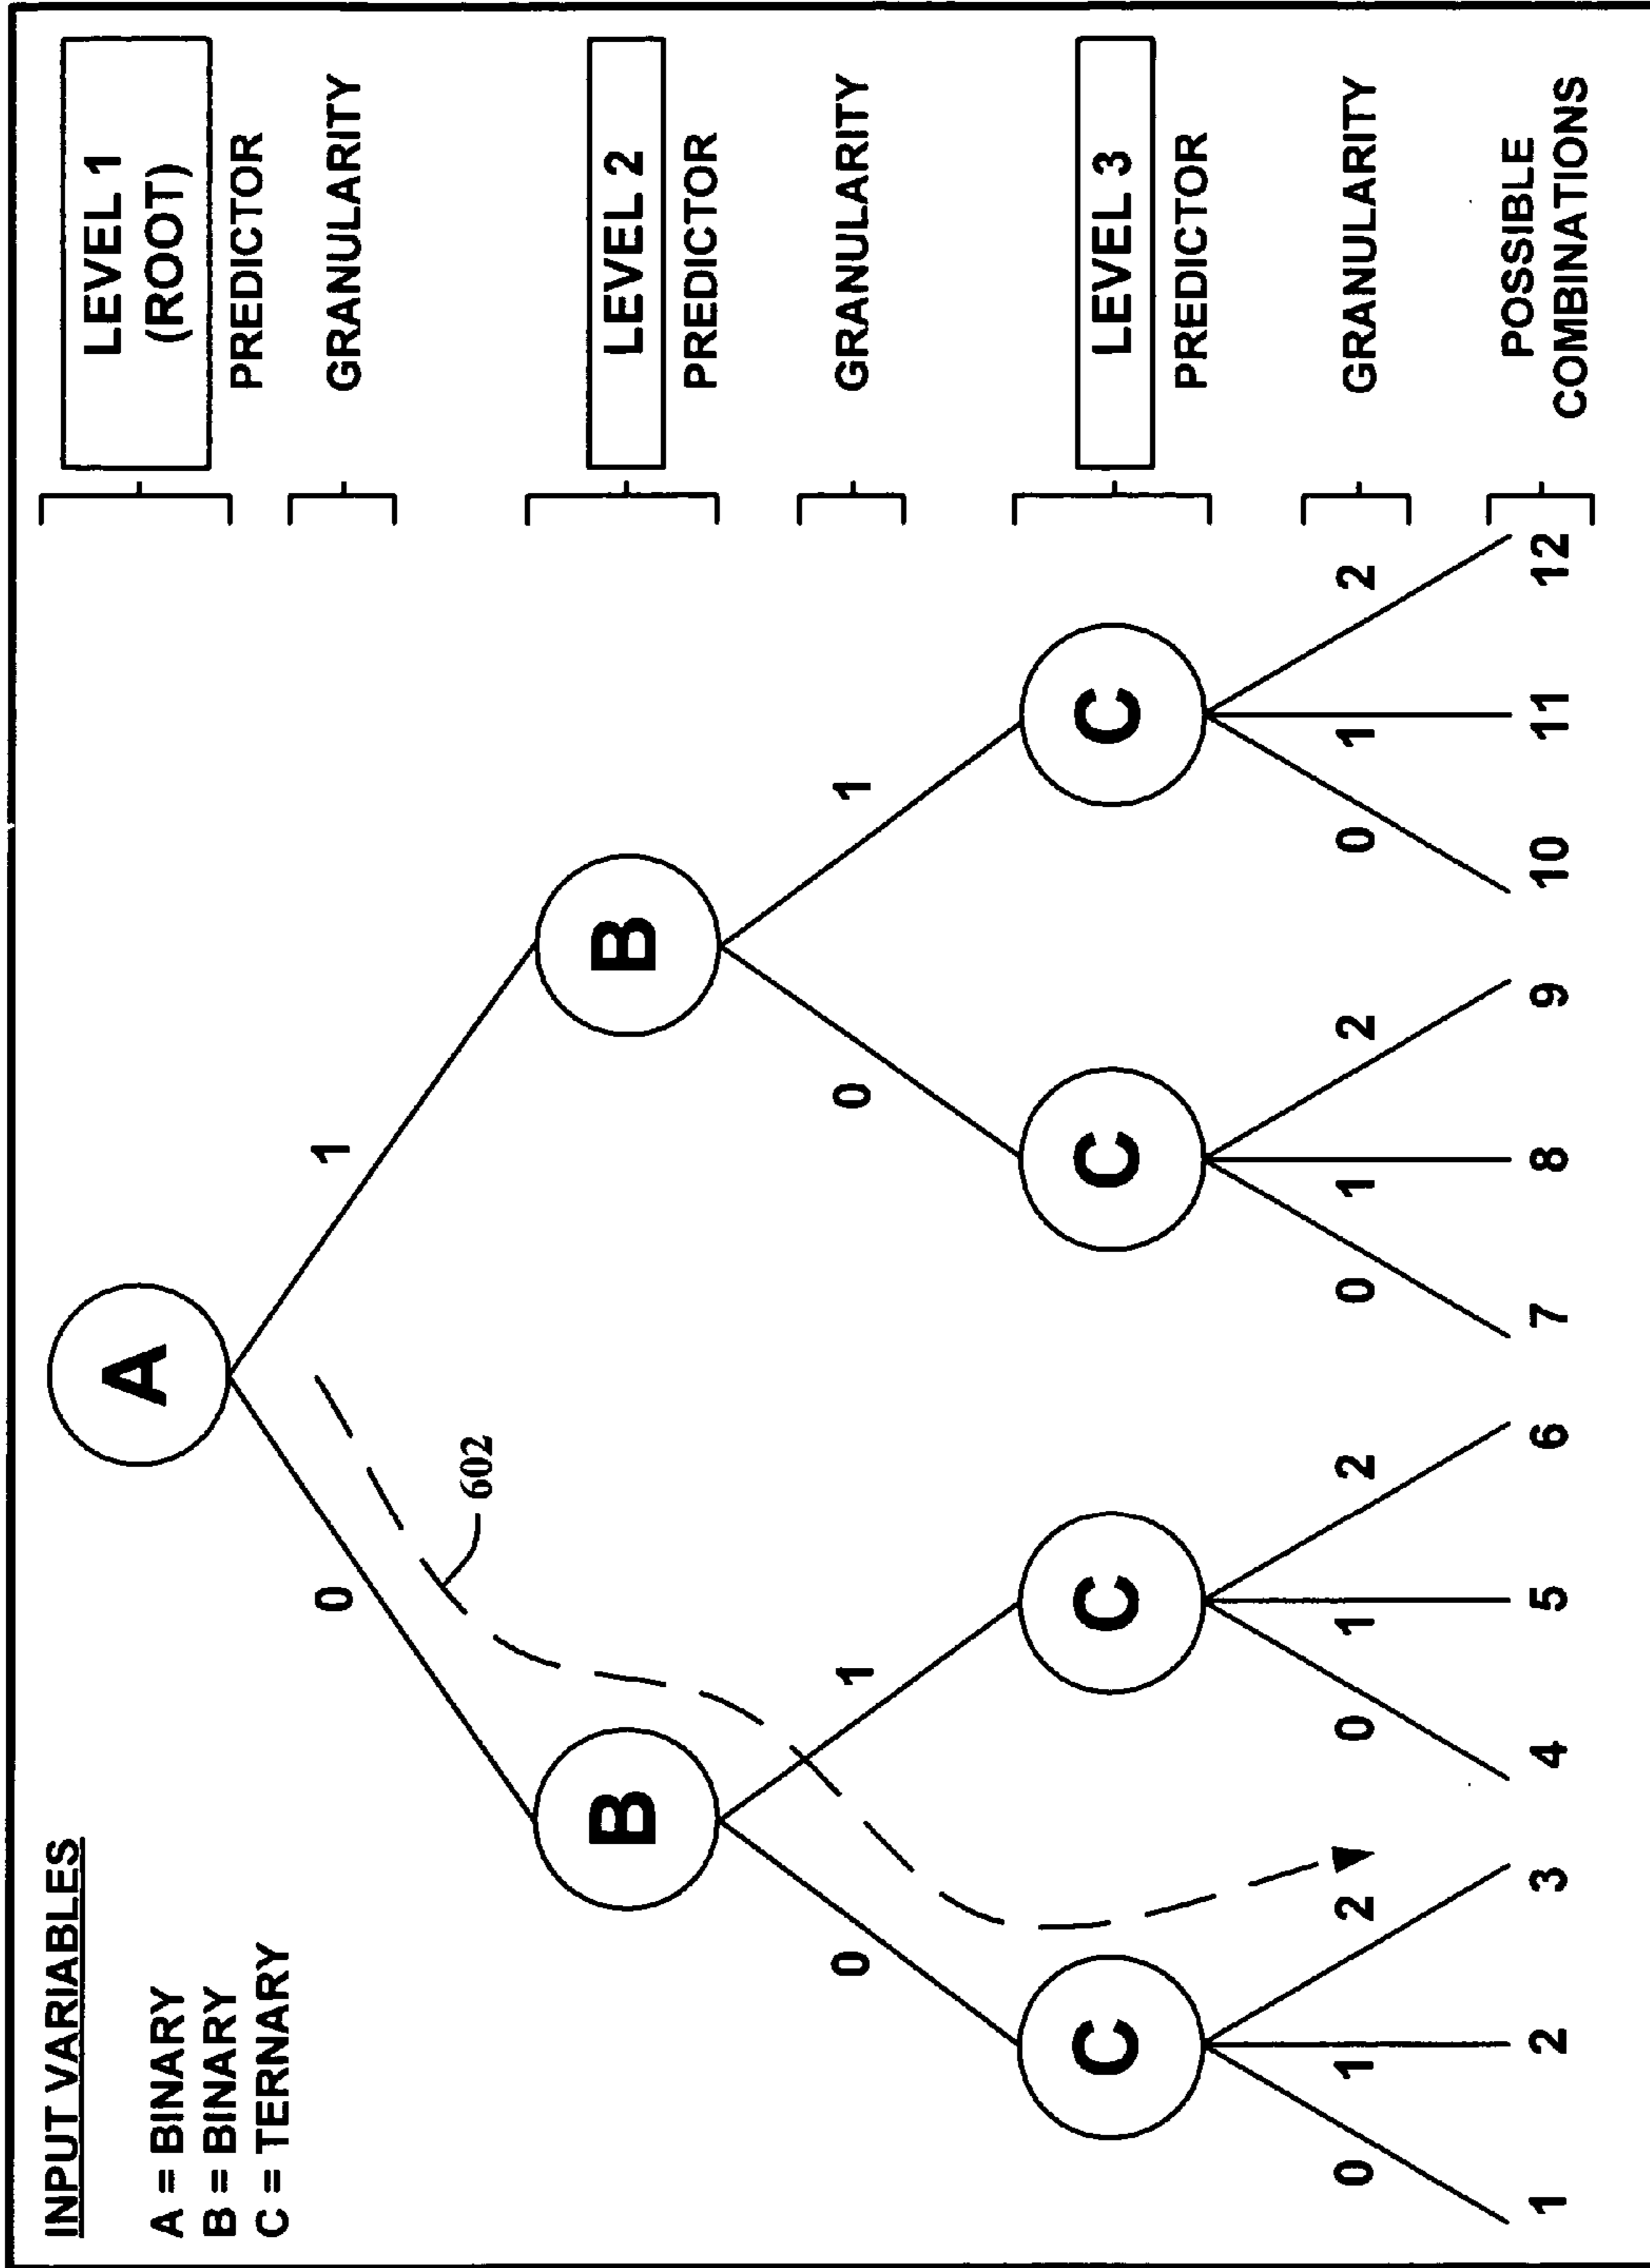 INPUT VARIABLES
A = BINARY
B = BINARY
C = TERNARY
A
LEVEL 1
(ROOT)
PREDICTOR
0
1
GRANULARITY
602
B
B
LEVEL 2
PREDICTOR
0
1
0
1
GRANULARITY
C
C
C
C
LEVEL 3
PREDICTOR
0 1 2
0 1 2
0 1 2
0 1 2
GRANULARITY
1 2 3 4 5 6 7 8 9 10 11 12
POSSIBLE
COMBINATIONS